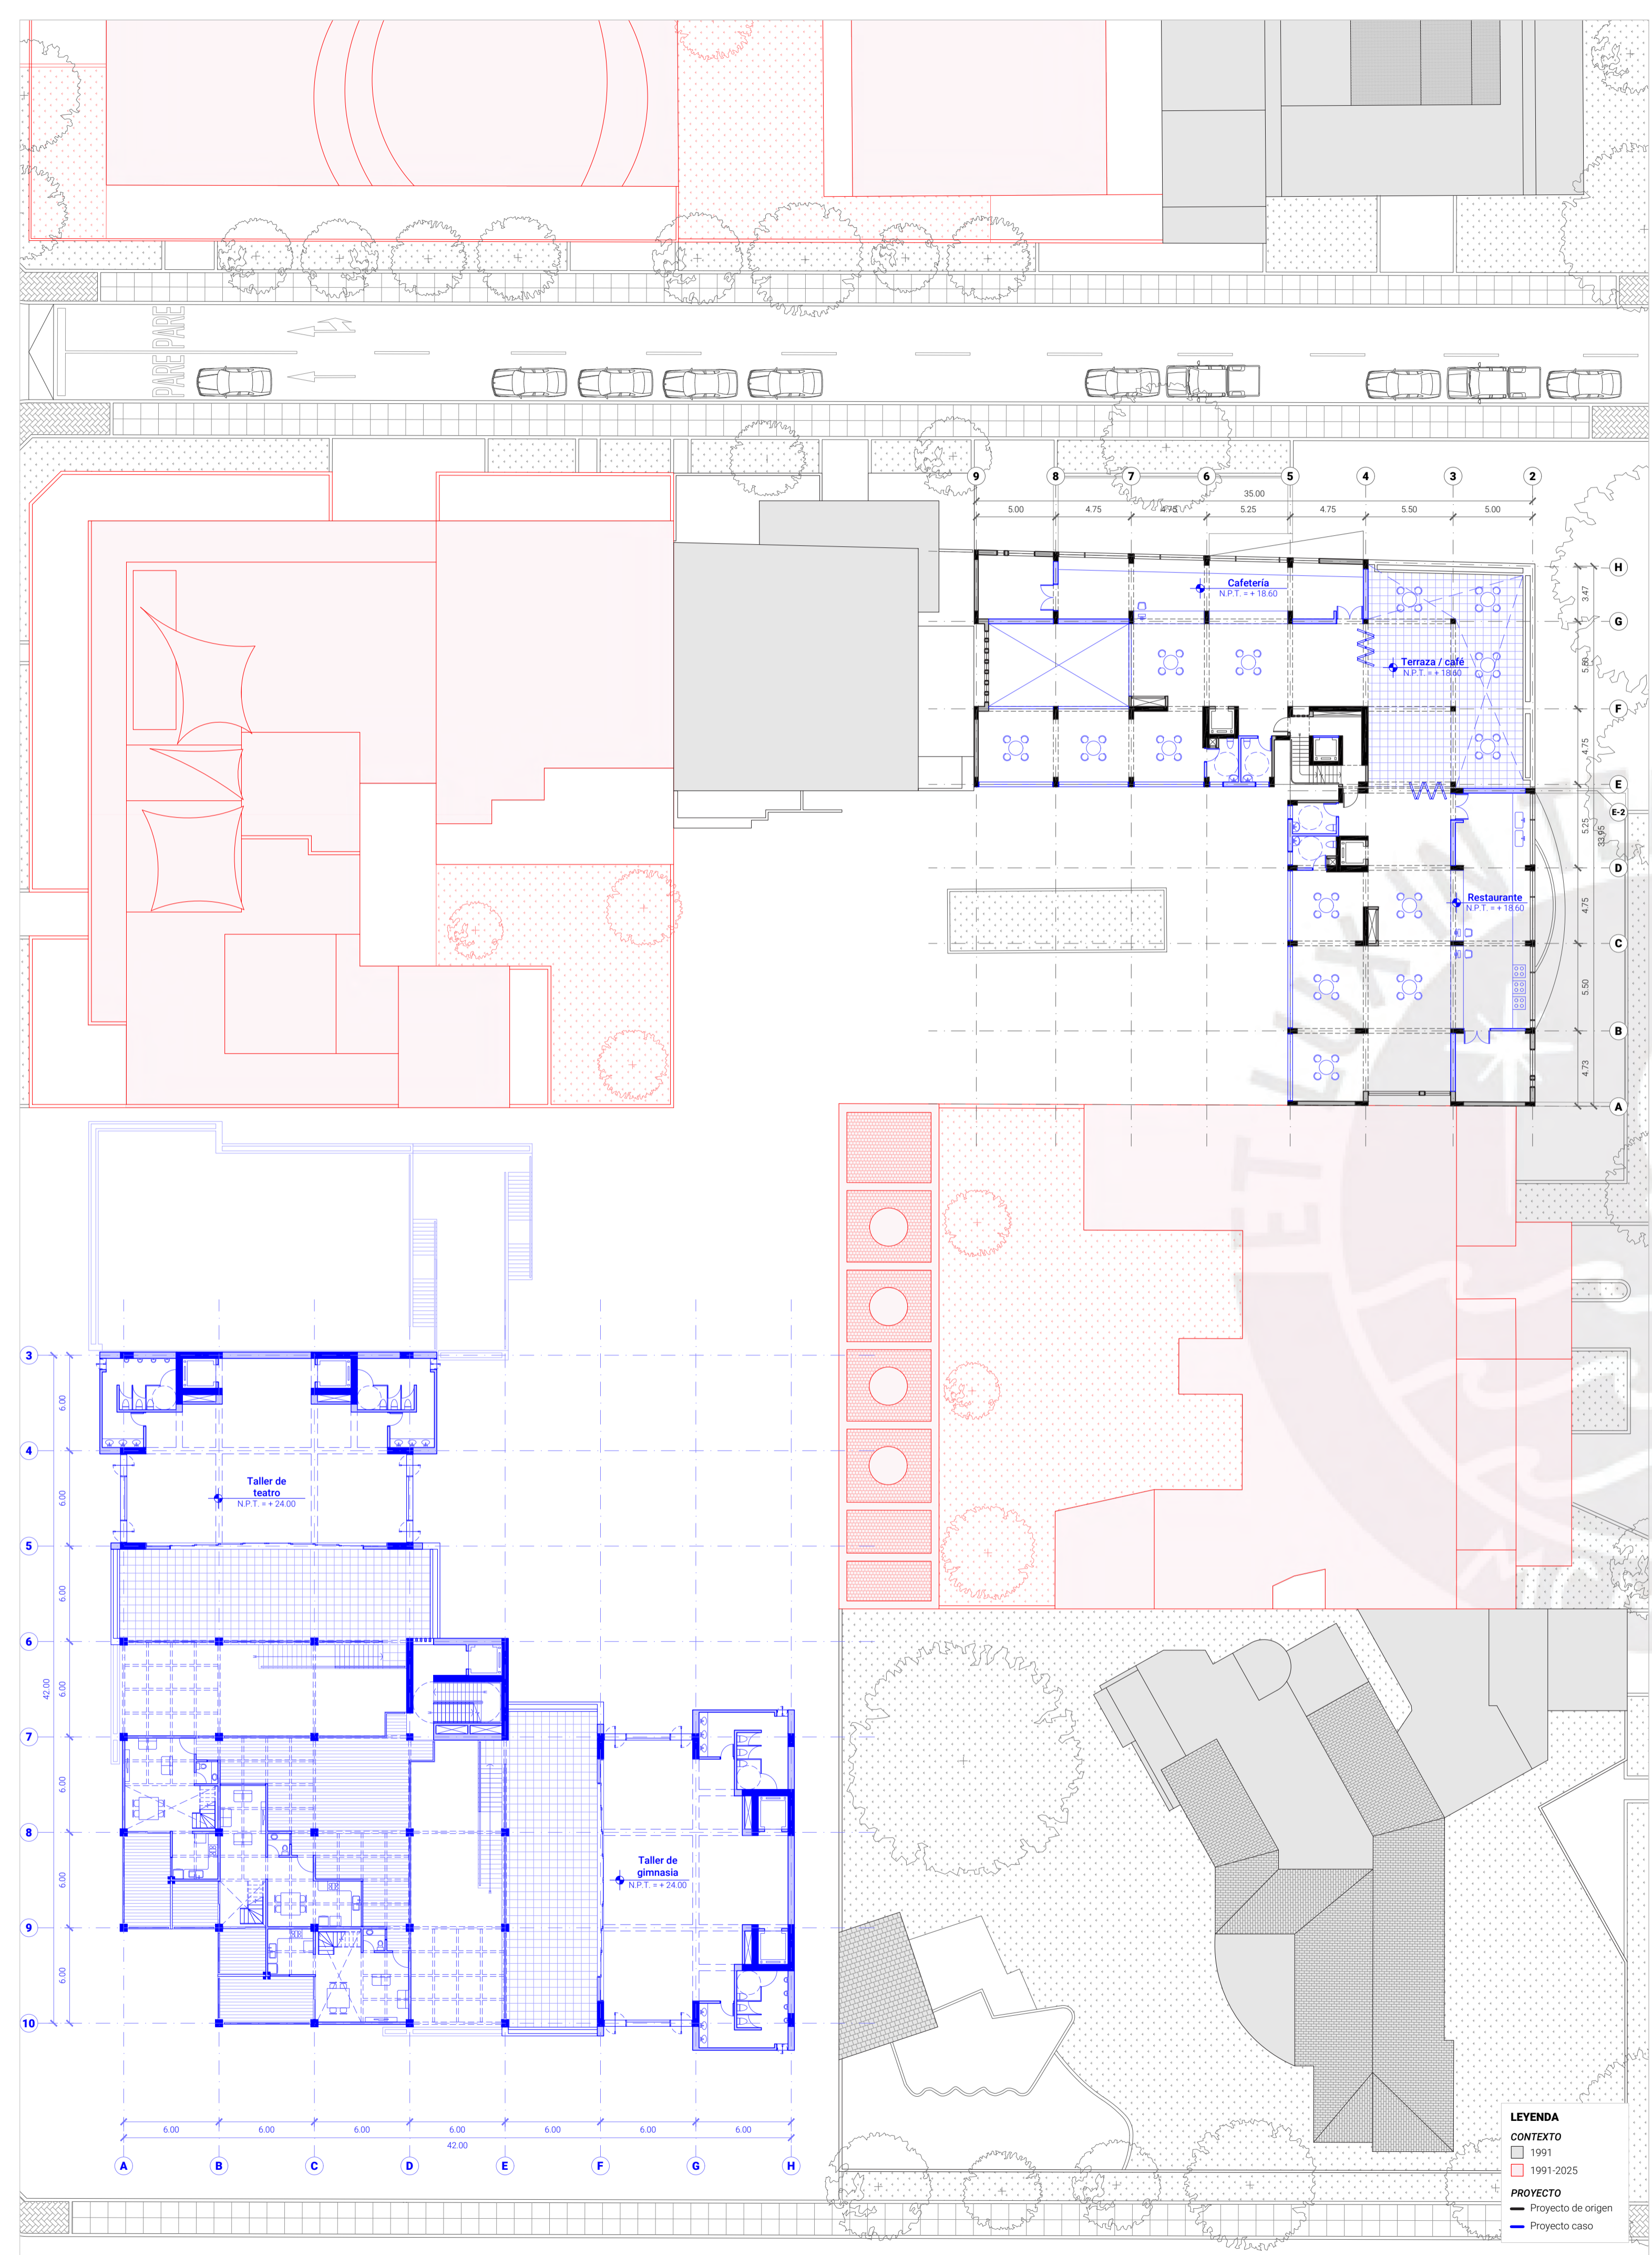 PARE PARE
9 8 7 6 5 4 3 2
35.00
5.00 4.75 4.75 5.25 4.75 5.50 5.00
H
3.47
G
5.50
F
4.75
E
E-2
5.25
33.95
D
4.75
C
5.50
B
4.73
A
Cafetería
N.P.T. = + 18.60
Terraza / café
N.P.T. = + 18.60
Restaurante
N.P.T. = + 18.60
ET LUX IN
3
6.00
4
6.00
5
6.00
6
42.00
6.00
7
6.00
8
6.00
9
6.00
10
Taller de
teatro
N.P.T. = + 24.00
Taller de
gimnasia
N.P.T. = + 24.00
6.00 6.00 6.00 6.00 6.00 6.00 6.00
42.00
A B C D E F G H
LEYENDA
CONTEXTO
1991
1991-2025
PROYECTO
Proyecto de origen
Proyecto caso